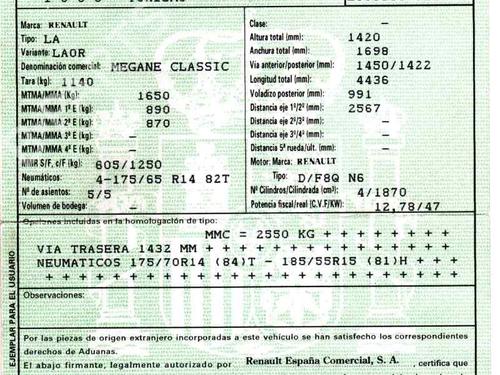 Marca: RENAULT
Tipo: LA
Variante: LAOR
Denominación comercial: MEGANE CLASSIC
Tara (kg): 1140
MTMA/MMA (Kg): 1650
MTMA/MMA 1º E (kg): 890
MTMA/MMA 2º E (kg): 870
MTMA/MMA 3º E (kg): –
MTMA/MMA 4º E (kg): –
MMR S/F, c/F (kg): 605/1250
Neumáticos: 4-175/65 R14 82T
Nº de asientos: 5/5
Volumen de bodega: –
Clase: –
Altura total (mm): 1420
Anchura total (mm): 1698
Via anterior/posterior (mm): 1450/1422
Longitud total (mm): 4436
Voladizo posterior (mm): 991
Distancia eje 1º/2º (mm): 2567
Distancia eje 2º/3º (mm): –
Distancia eje 3º/4º (mm): –
Distancia 5ª rueda/últ. (mm): –
Motor: Marca: RENAULT
Tipo: D/F8Q N6
Nº Cilindros/Cilindrada (cm³): 4/1870
Potencia fiscal/real (C.V.F/KW): 12,78/47
Opciones incluidas en la homologación de tipo:
MMC = 2550 KG + + + + + + + +
VIA TRASERA 1432 MM + + + + + + + + + + + + + + +
NEUMATICOS 175/70R14 (84)T - 185/55R15 (81)H + + +
+ + + + + + + + + + + + + + + + + + + + + + + + +
Observaciones:
EJEMPLAR PARA EL USUARIO
Por las piezas de origen extranjero incorporadas a este vehículo se han satisfecho los correspondientes
derechos de Aduanas.
El abajo firmante, legalmente autorizado por Renault España Comercial, S. A. , certifica que